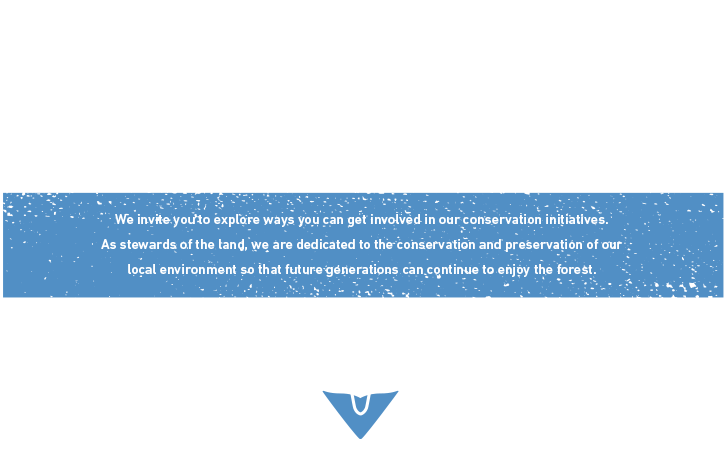 We invite you to explore ways you can get involved in our conservation initiatives.
As stewards of the land, we are dedicated to the conservation and preservation of our
local environment so that future generations can continue to enjoy the forest.